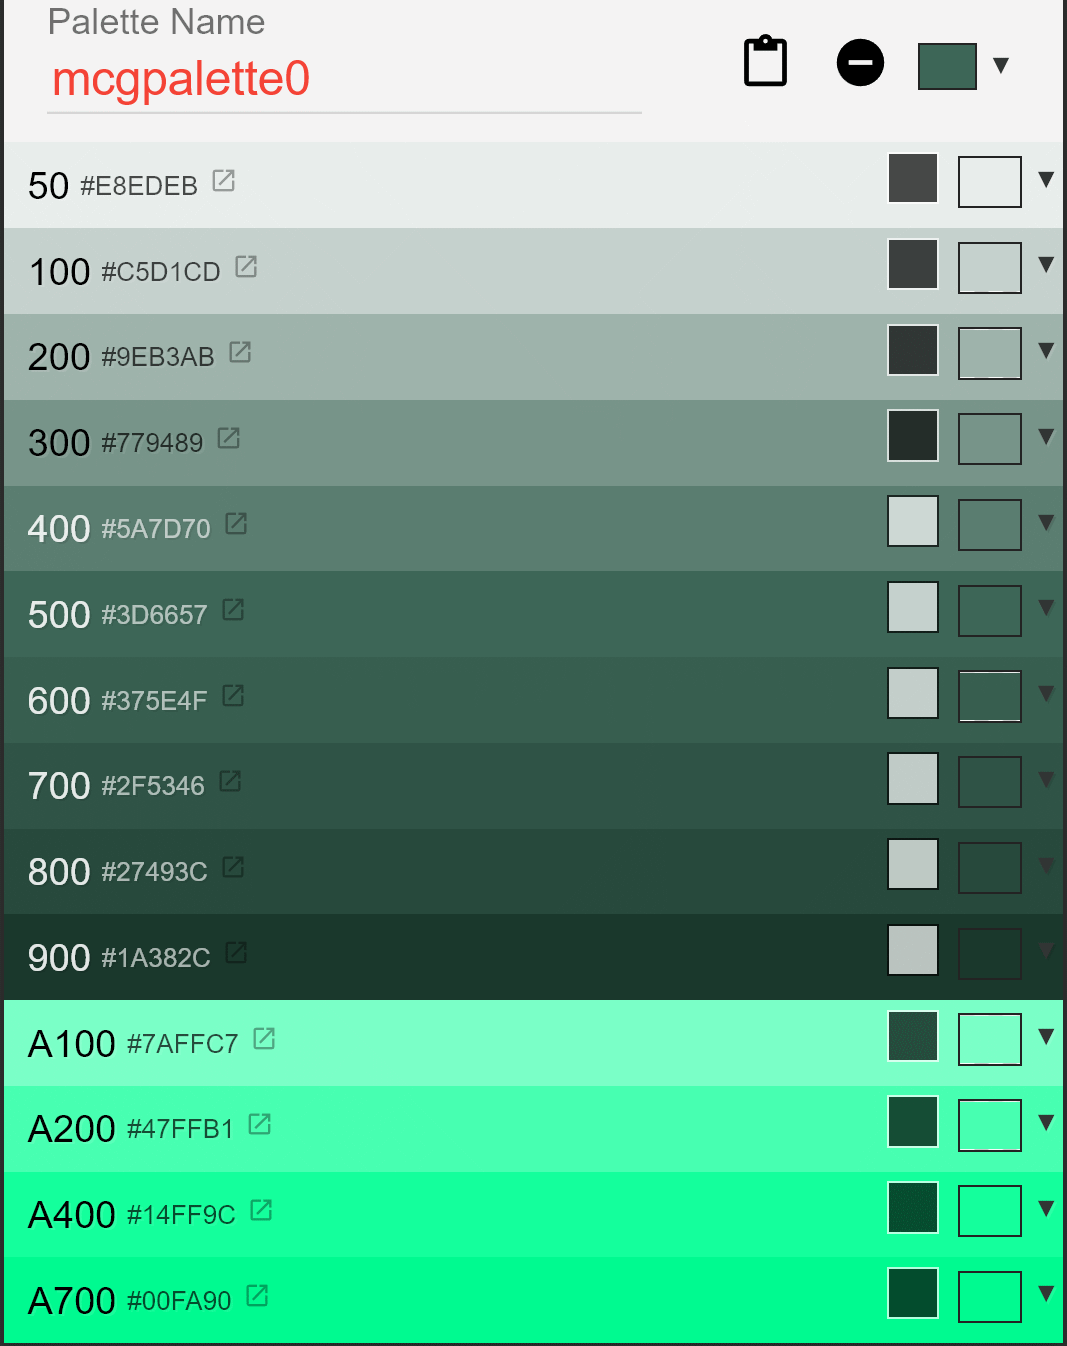 Palette Name
mcgpalette0
50 #E8EDEB
100 #C5D1CD
200 #9EB3AB
300 #779489
400 #5A7D70
500 #3D6657
600 #375E4F
700 #2F5346
800 #27493C
900 #1A382C
A100 #7AFFC7
A200 #47FFB1
A400 #14FF9C
A700 #00FA90